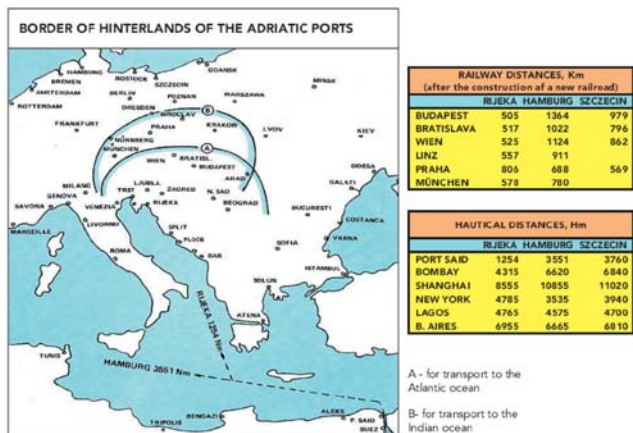 BORDER OF HINTERLANDS OF THE ADRIATIC PORTS
HAMBURG
BREMEN
AMSTERDAM
ROTTERDAM
ROSTOCK
SZCZECIN
GDANSK
BERLIN
POZNAN
WARSZAWA
MINSK
DRESDEN
WROCLAW
B
FRANKFURT
PRAHA
KRAKOW
LVOV
KIEV
NÜRNBERG
MÜNCHEN
A
WIEN
BRATISL.
BUDAPEST
ARAD
ODESA
GALATI
MILANO
GENOVA
SAVONA
VENEZIA
TRST
LJUBLJ.
ZAGREB
N. SAD
RIJEKA
BEOGRAD
BUCURESTI
COSTANCA
MARSEILLE
LIVORNO
SPLIT
PLOCE
BAR
SOFIA
VARNA
ROMA
ISTANBUL
SOLUN
ATENA
RIJEKA 1254 Nm
HAMBURG 3551 Nm
TUNIS
TRIPOLIS
BENGAZI
ALEKS.
P. SAID
SUEZ
RAILWAY DISTANCES, Km
(after the construction of a new railroad)
RIJEKA HAMBURG SZCZECIN
BUDAPEST 505 1364 979
BRATISLAVA 517 1022 796
WIEN 525 1124 862
LINZ 557 911
PRAHA 806 688 569
MÜNCHEN 578 780
HAUTICAL DISTANCES, Hm
RIJEKA HAMBURG SZCZECIN
PORT SAID 1254 3551 3760
BOMBAY 4315 6620 6840
SHANGHAI 8555 10855 11020
NEW YORK 4785 3535 3940
LAGOS 4765 4575 4700
B. AIRES 6955 6665 6810
A - for transport to the
Atlantic ocean
B- for transport to the
Indian ocean